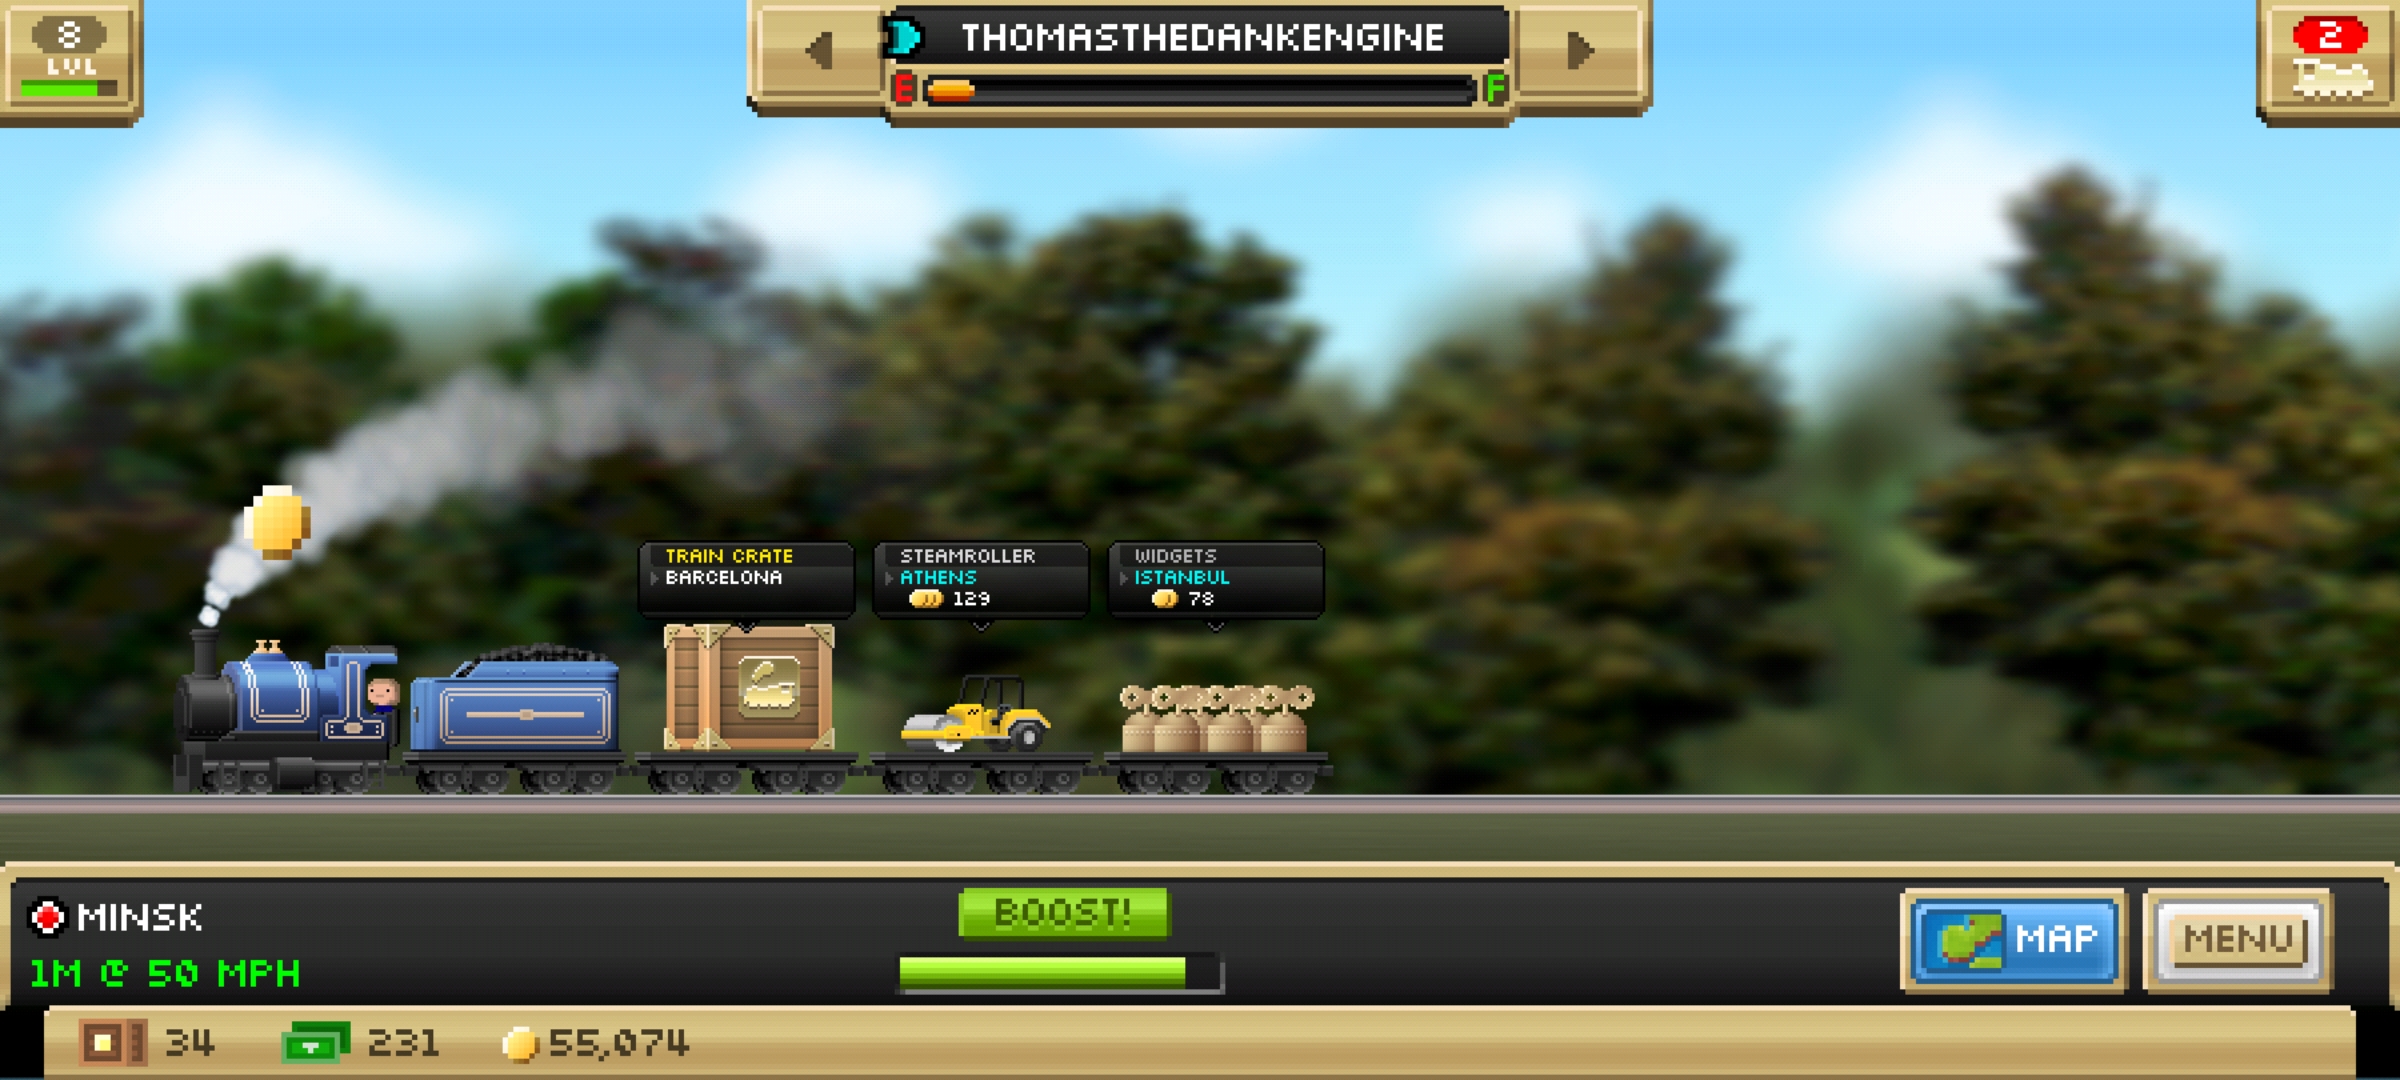 8
LVL
THOMASTHEDANKENGINE
E F
2
TRAIN CRATE
BARCELONA
STEAMROLLER
ATHENS
129
WIDGETS
ISTANBUL
78
MINSK
1M @ 50 MPH
BOOST!
MAP
MENU
34
231
55,074